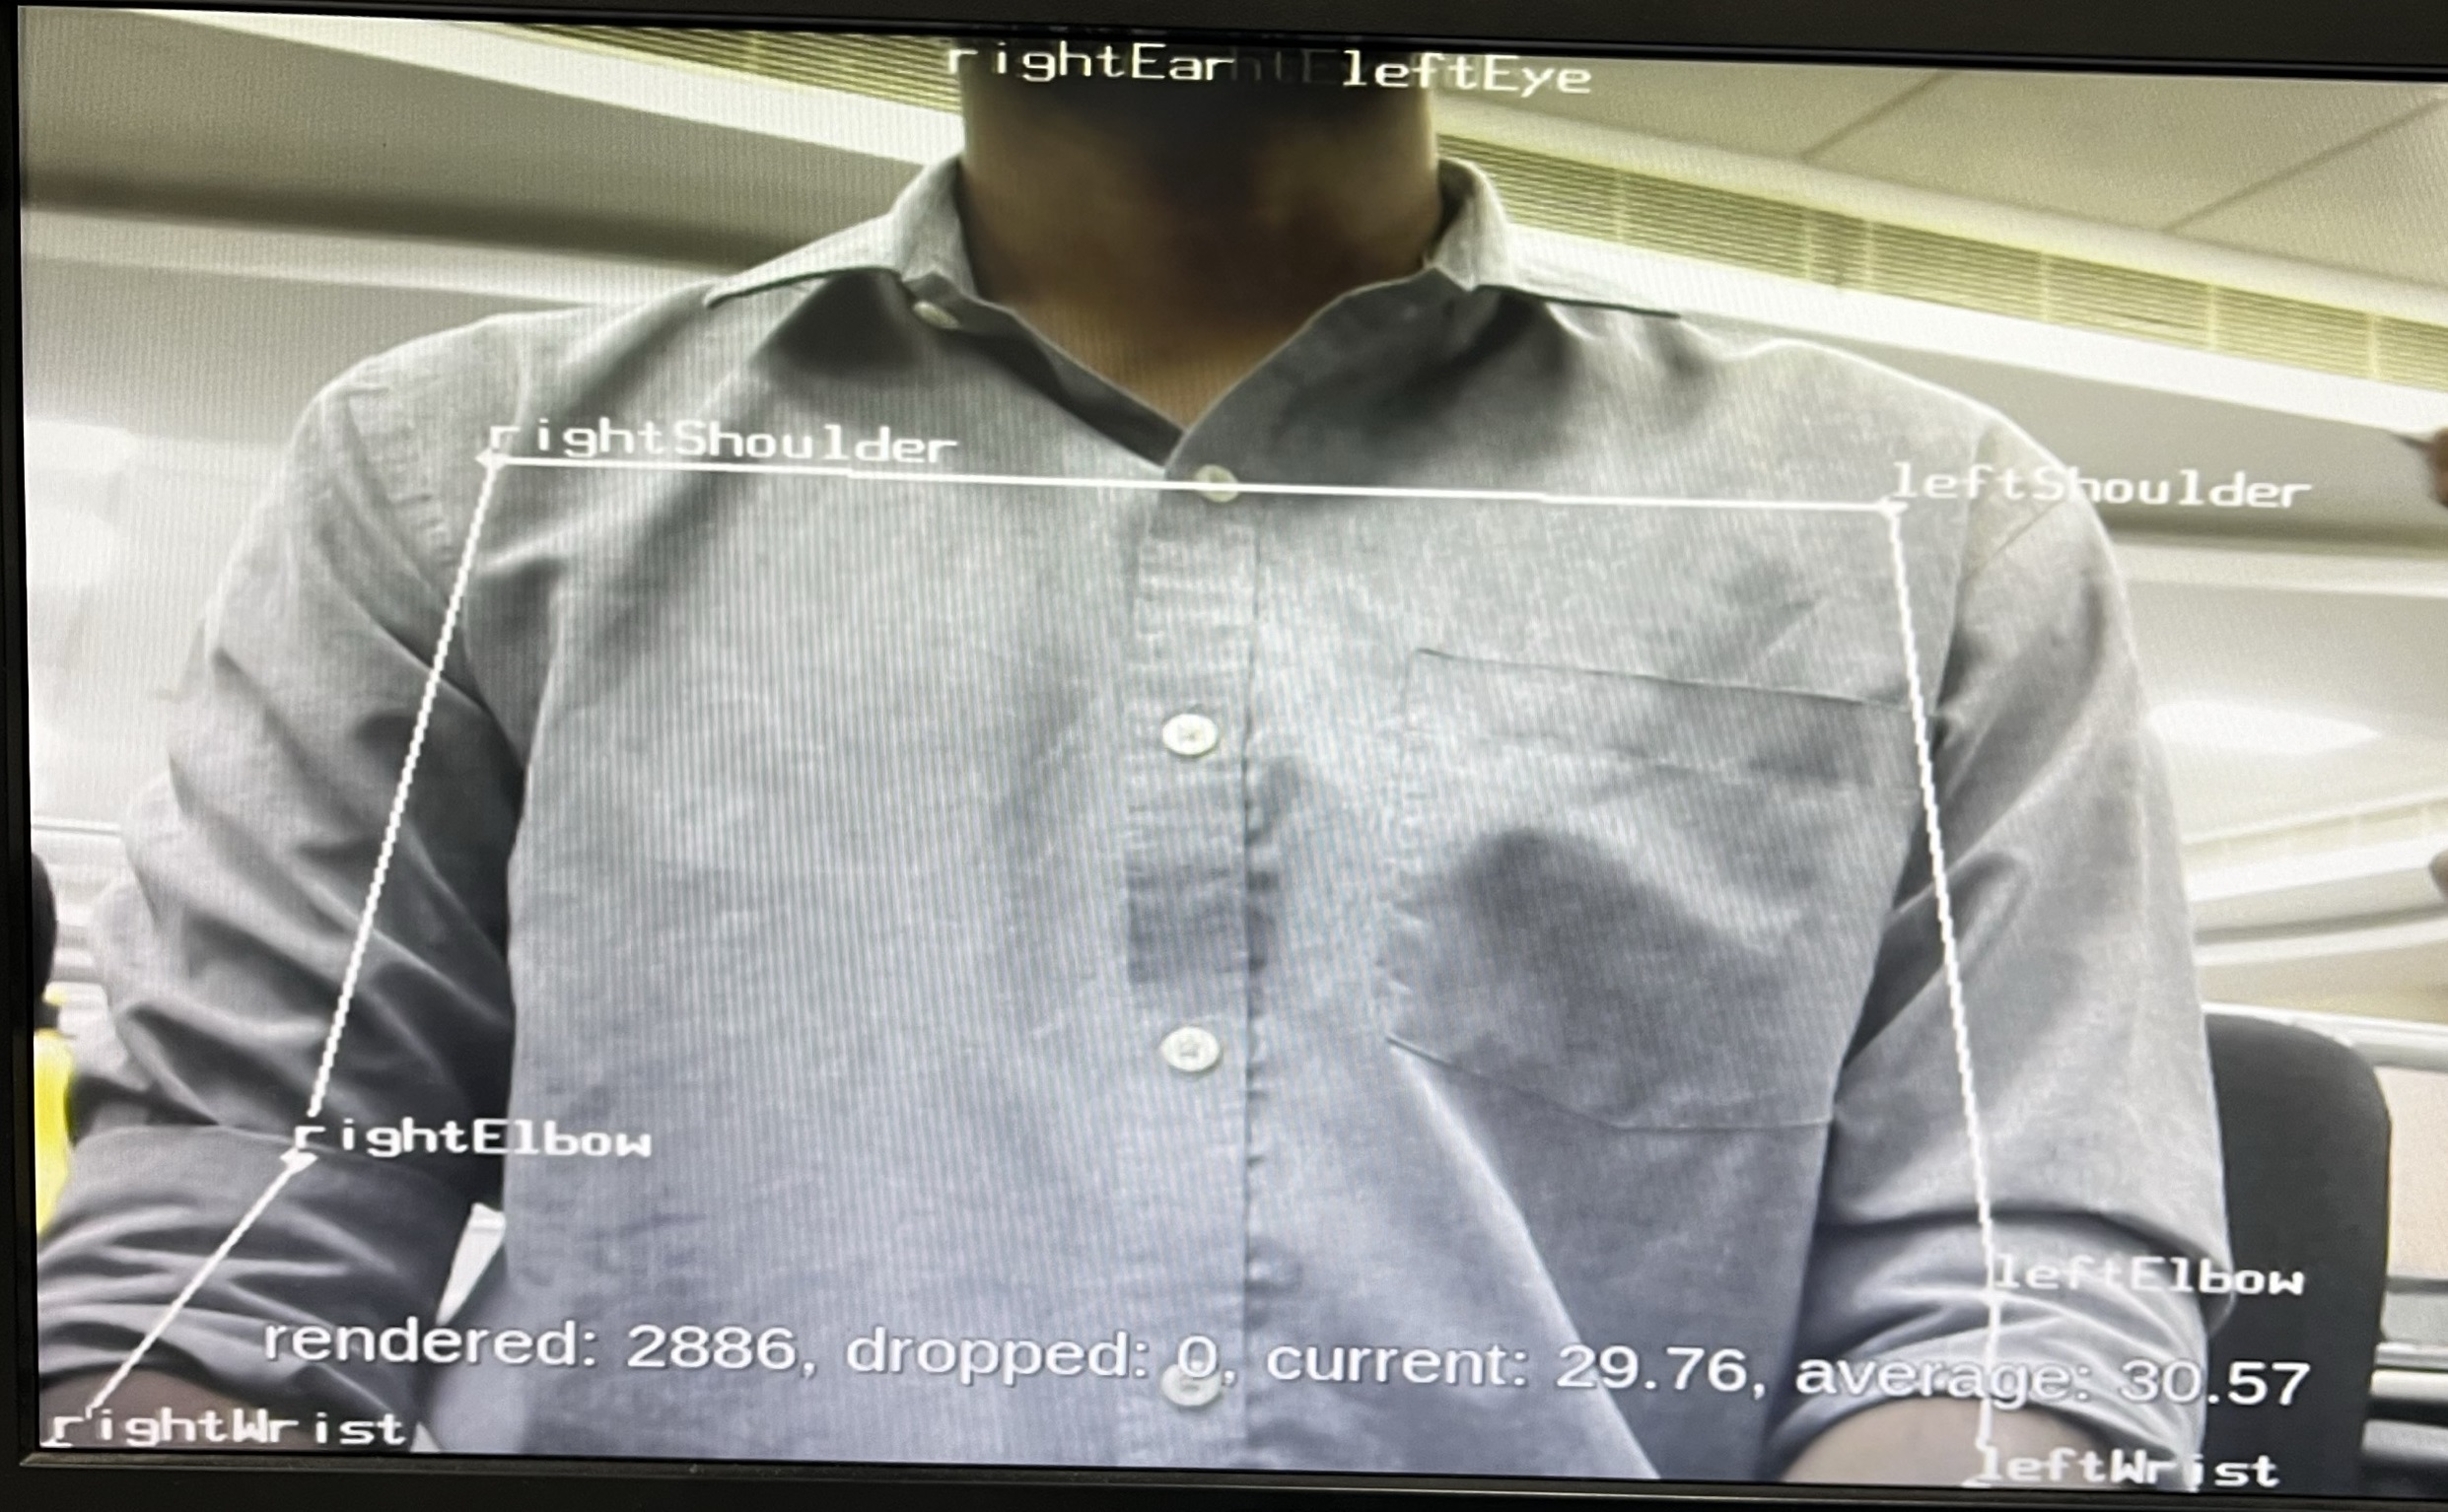 rightEar leftEye
rightShoulder
leftShoulder
rightElbow
leftElbow
rendered: 2886, dropped: 0, current: 29.76, average: 30.57
rightWrist
leftWrist